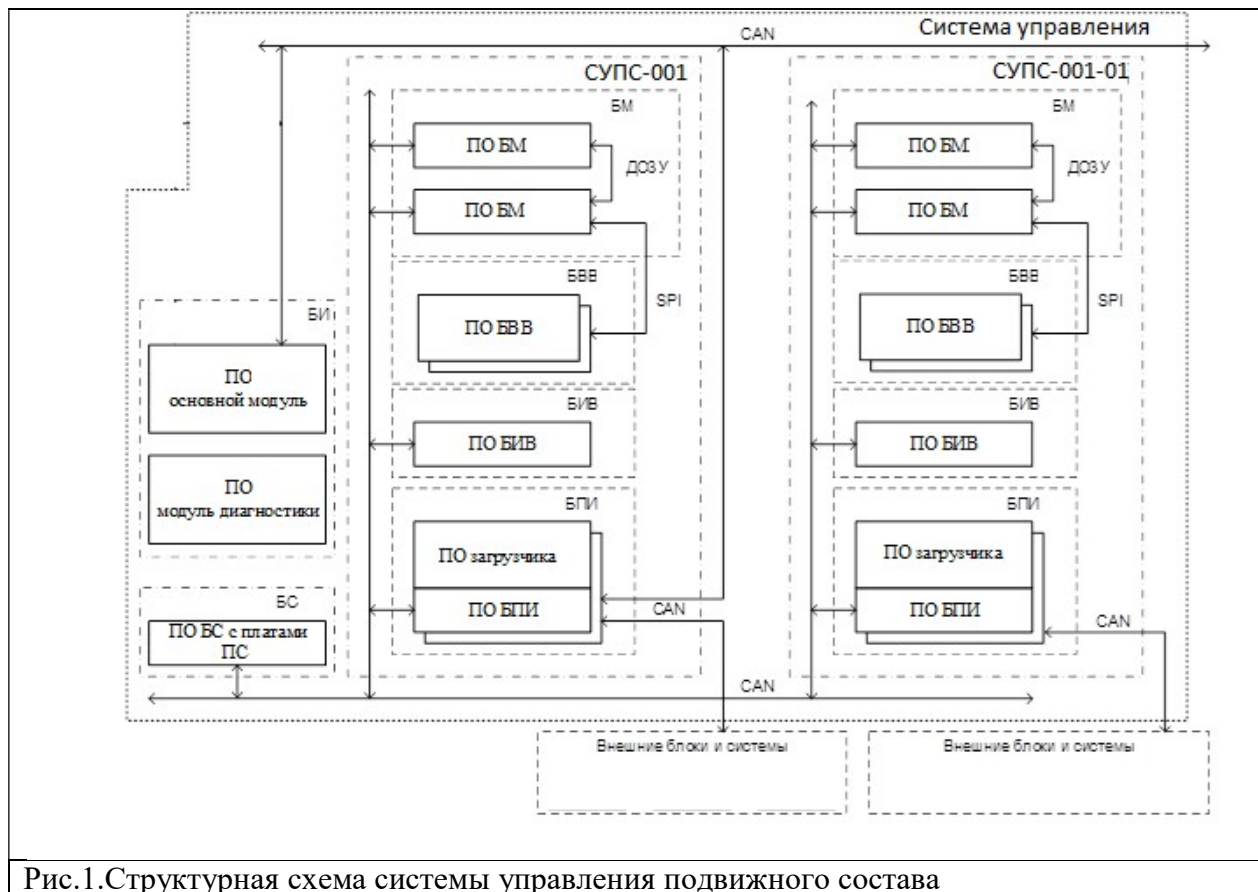 Система управления
CAN
СУПС-001
БМ
ПО БМ
ДОЗУ
ПО БМ
БВВ
SPI
ПО БВВ
БИВ
ПО БИВ
БПИ
ПО загрузчика
ПО БПИ
CAN
СУПС-001-01
БМ
ПО БМ
ДОЗУ
ПО БМ
БВВ
SPI
ПО БВВ
БИВ
ПО БИВ
БПИ
ПО загрузчика
ПО БПИ
CAN
БИ
ПО
основной модуль
ПО
модуль диагностики
БС
ПО БС с платами
ПС
CAN
Внешние блоки и системы
Внешние блоки и системы
Рис.1.Структурная схема системы управления подвижного состава